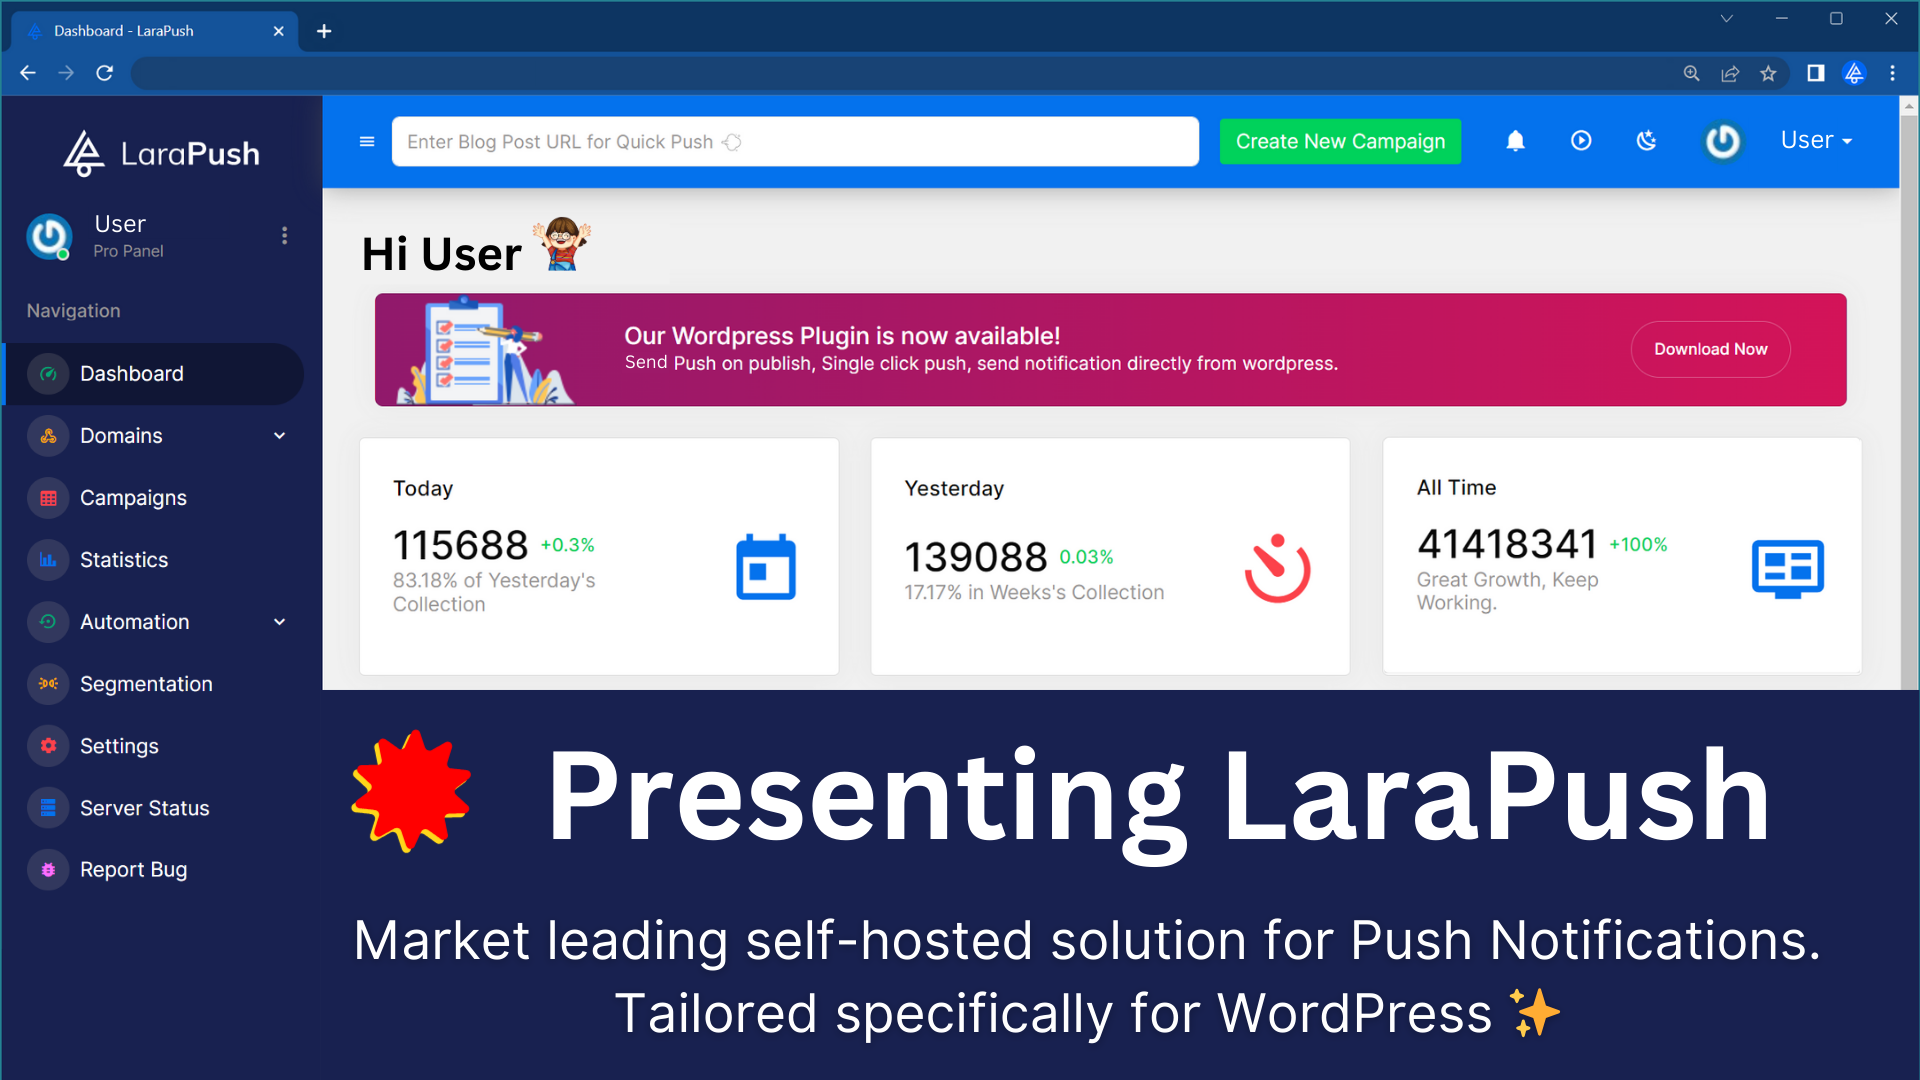 Dashboard - LaraPush
LaraPush
User
Pro Panel
Navigation
Dashboard
Domains
Campaigns
Statistics
Automation
Segmentation
Settings
Server Status
Report Bug
Enter Blog Post URL for Quick Push
Create New Campaign
User
Hi User
Our Wordpress Plugin is now available!
Send Push on publish, Single click push, send notification directly from wordpress.
Download Now
Today
115688 +0.3%
83.18% of Yesterday's
Collection
Yesterday
139088 0.03%
17.17% in Weeks's Collection
All Time
41418341 +100%
Great Growth, Keep
Working.
Presenting LaraPush
Market leading self-hosted solution for Push Notifications.
Tailored specifically for WordPress ✨